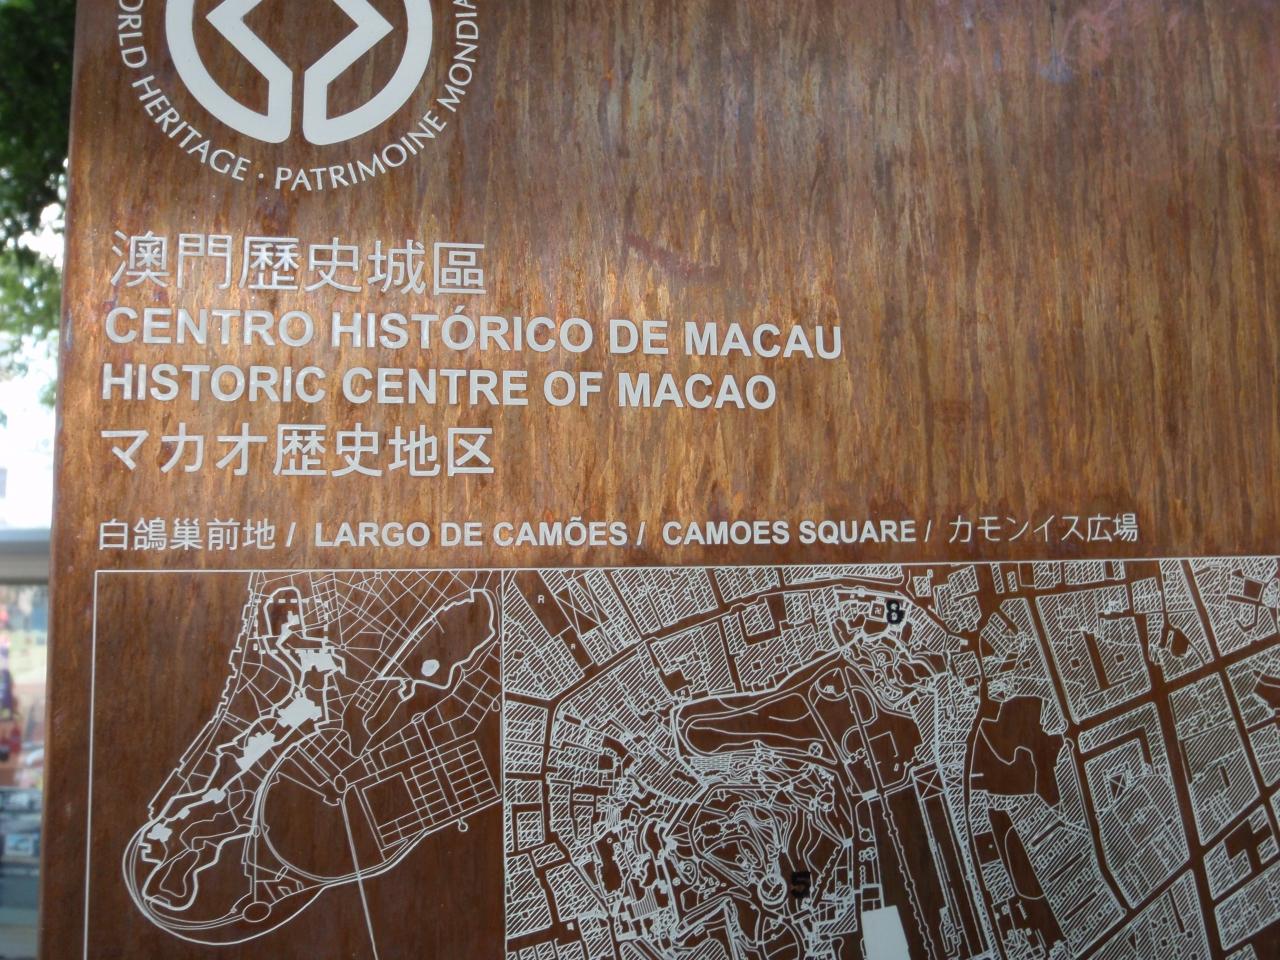 WORLD HERITAGE · PATRIMOINE MONDIAL
澳門歷史城區
CENTRO HISTÓRICO DE MACAU
HISTORIC CENTRE OF MACAO
マカオ歴史地区
白鴿巢前地 / LARGO DE CAMÕES / CAMOES SQUARE / カモンイス広場
R
8
R
5